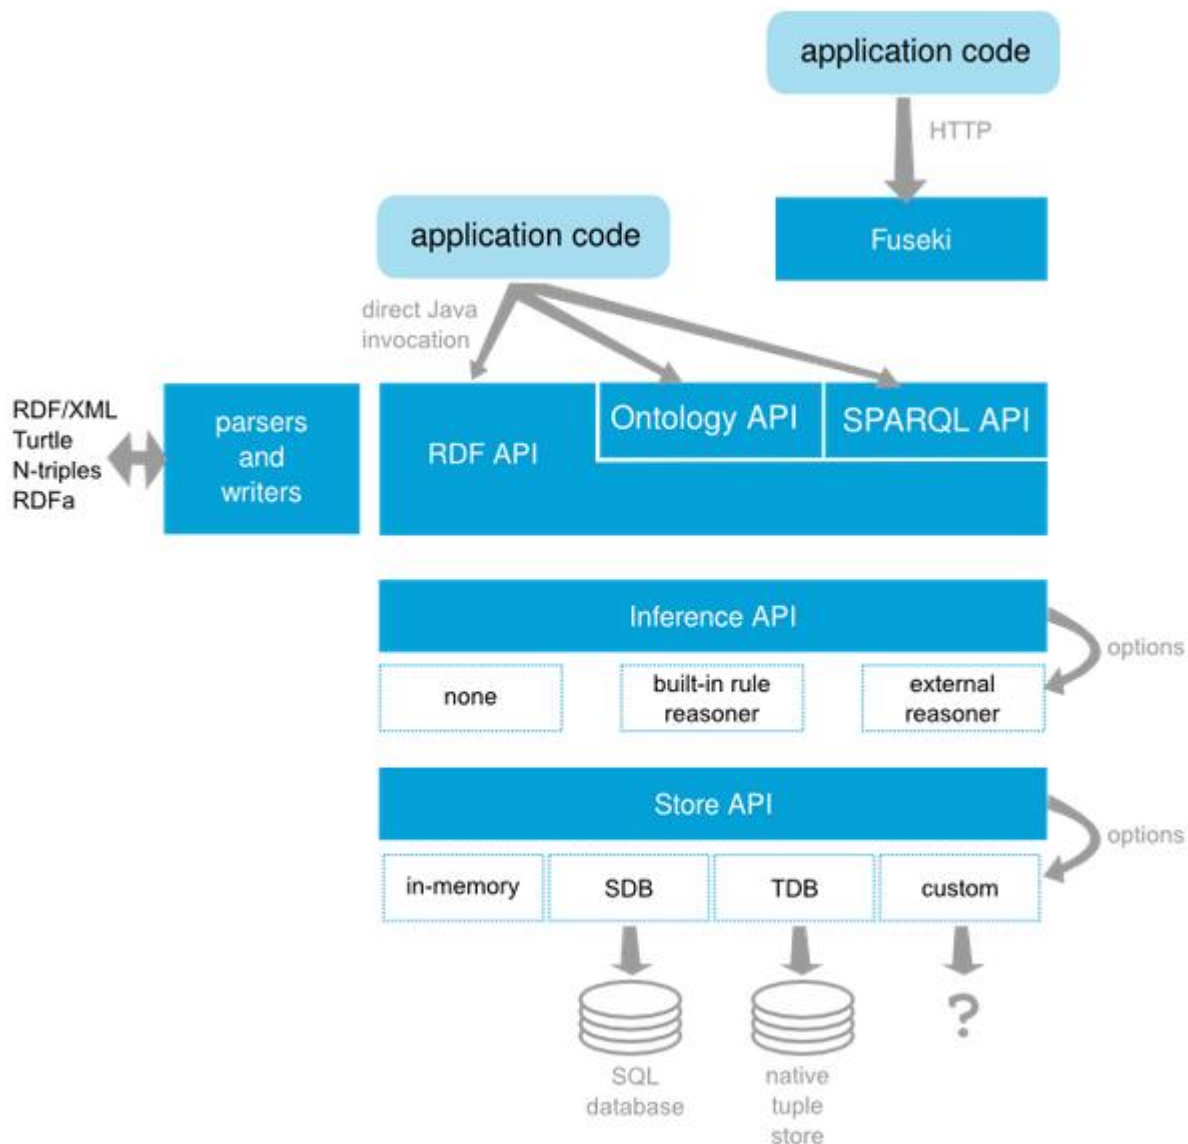 application code
HTTP
Fuseki
application code
direct Java
invocation
RDF/XML
Turtle
N-triples
RDFa
parsers
and
writers
RDF API
Ontology API
SPARQL API
Inference API
options
none
built-in rule
reasoner
external
reasoner
Store API
options
in-memory
SDB
TDB
custom
?
SQL
database
native
tuple
store